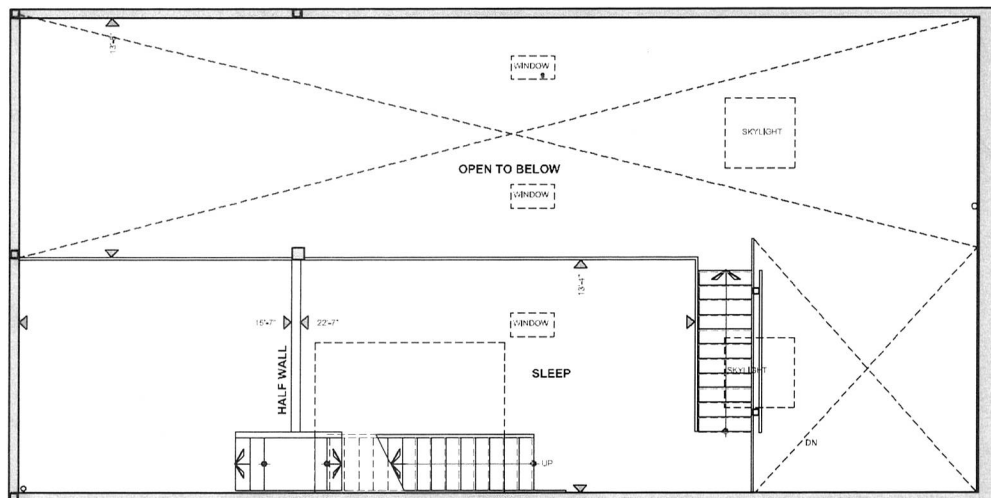 WINDOW
SKYLIGHT
OPEN TO BELOW
WINDOW
13'-4"
15'-7"
22'-7"
WINDOW
HALF WALL
SLEEP
SKYLIGHT
DN
UP